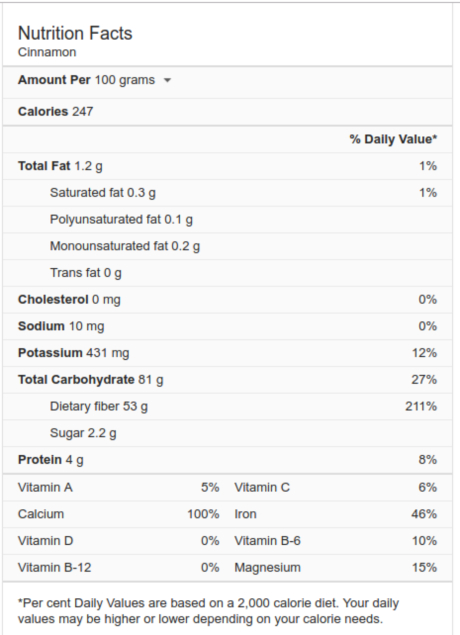 Nutrition Facts
Cinnamon
Amount Per 100 grams
Calories 247
% Daily Value*
Total Fat 1.2 g 1%
Saturated fat 0.3 g 1%
Polyunsaturated fat 0.1 g
Monounsaturated fat 0.2 g
Trans fat 0 g
Cholesterol 0 mg 0%
Sodium 10 mg 0%
Potassium 431 mg 12%
Total Carbohydrate 81 g 27%
Dietary fiber 53 g 211%
Sugar 2.2 g
Protein 4 g 8%
Vitamin A 5% Vitamin C 6%
Calcium 100% Iron 46%
Vitamin D 0% Vitamin B-6 10%
Vitamin B-12 0% Magnesium 15%
*Per cent Daily Values are based on a 2,000 calorie diet. Your daily
values may be higher or lower depending on your calorie needs.